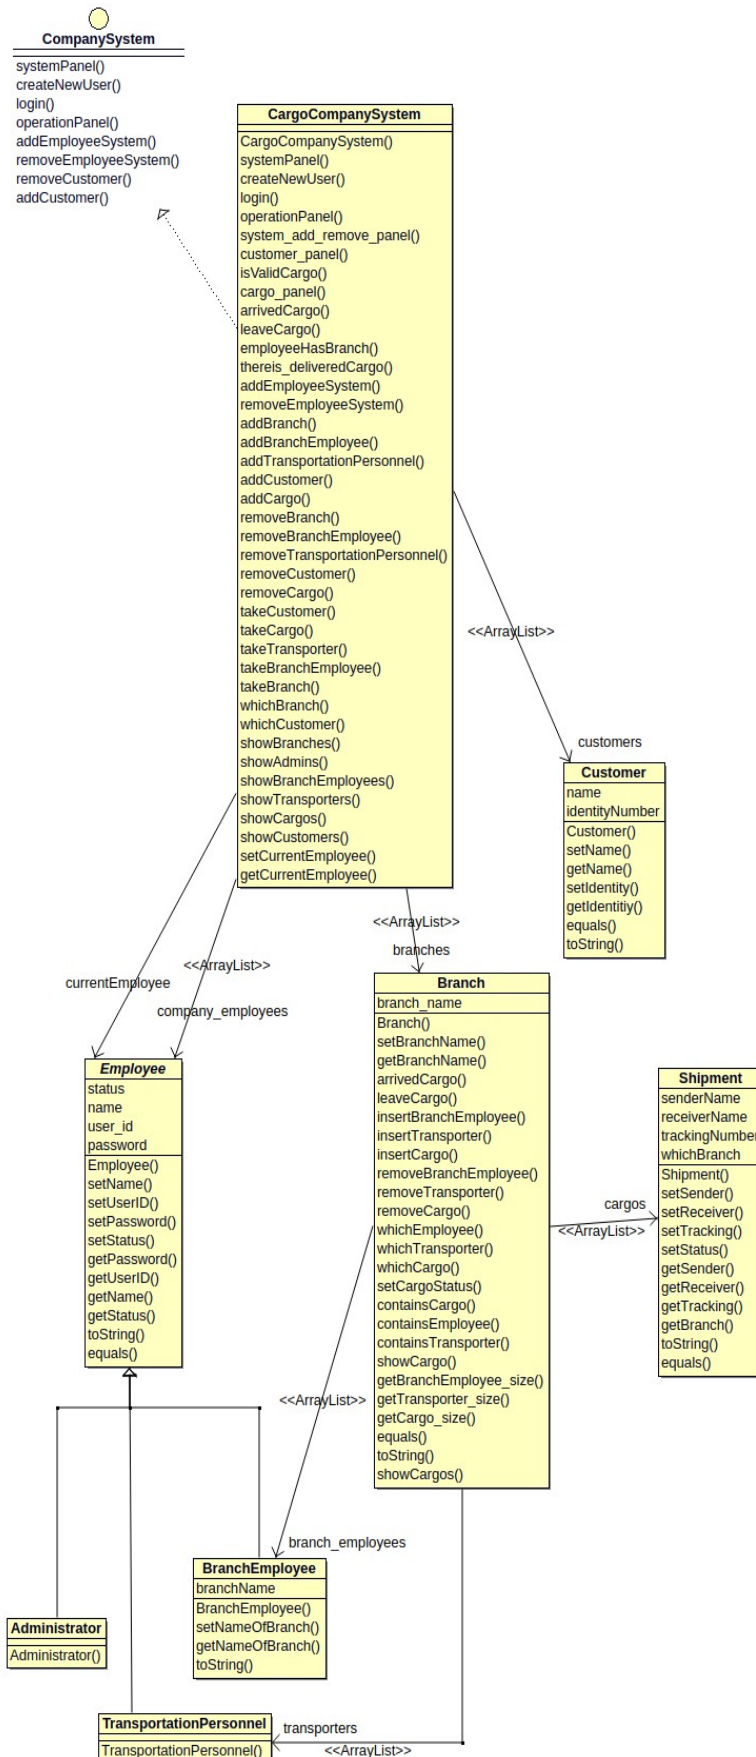 CompanySystem
systemPanel()
createNewUser()
login()
operationPanel()
addEmployeeSystem()
removeEmployeeSystem()
removeCustomer()
addCustomer()
CargoCompanySystem
CargoCompanySystem()
systemPanel()
createNewUser()
login()
operationPanel()
system_add_remove_panel()
customer_panel()
isValidCargo()
cargo_panel()
arrivedCargo()
leaveCargo()
employeeHasBranch()
thereis_deliveredCargo()
addEmployeeSystem()
removeEmployeeSystem()
addBranch()
addBranchEmployee()
addTransportationPersonnel()
addCustomer()
addCargo()
removeBranch()
removeBranchEmployee()
removeTransportationPersonnel()
removeCustomer()
removeCargo()
takeCustomer()
takeCargo()
takeTransporter()
takeBranchEmployee()
takeBranch()
whichBranch()
whichCustomer()
showBranches()
showAdmins()
showBranchEmployees()
showTransporters()
showCargos()
showCustomers()
setCurrentEmployee()
getCurrentEmployee()
<<ArrayList>>
customers
Customer
name
identityNumber
Customer()
setName()
getName()
setIdentity()
getIdentitiy()
equals()
toString()
<<ArrayList>>
branches
currentEmployee
<<ArrayList>>
company_employees
Employee
status
name
user_id
password
Employee()
setName()
setUserID()
setPassword()
setStatus()
getPassword()
getUserID()
getName()
getStatus()
toString()
equals()
Branch
branch_name
Branch()
setBranchName()
getBranchName()
arrivedCargo()
leaveCargo()
insertBranchEmployee()
insertTransporter()
insertCargo()
removeBranchEmployee()
removeTransporter()
removeCargo()
whichEmployee()
whichTransporter()
whichCargo()
setCargoStatus()
containsCargo()
containsEmployee()
containsTransporter()
showCargo()
getBranchEmployee_size()
getTransporter_size()
getCargo_size()
equals()
toString()
showCargos()
cargos
<<ArrayList>>
Shipment
senderName
receiverName
trackingNumber
whichBranch
Shipment()
setSender()
setReceiver()
setTracking()
setStatus()
getSender()
getReceiver()
getTracking()
getBranch()
toString()
equals()
<<ArrayList>>
branch_employees
BranchEmployee
branchName
BranchEmployee()
setNameOfBranch()
getNameOfBranch()
toString()
Administrator
Administrator()
TransportationPersonnel
TransportationPersonnel()
transporters
<<ArrayList>>